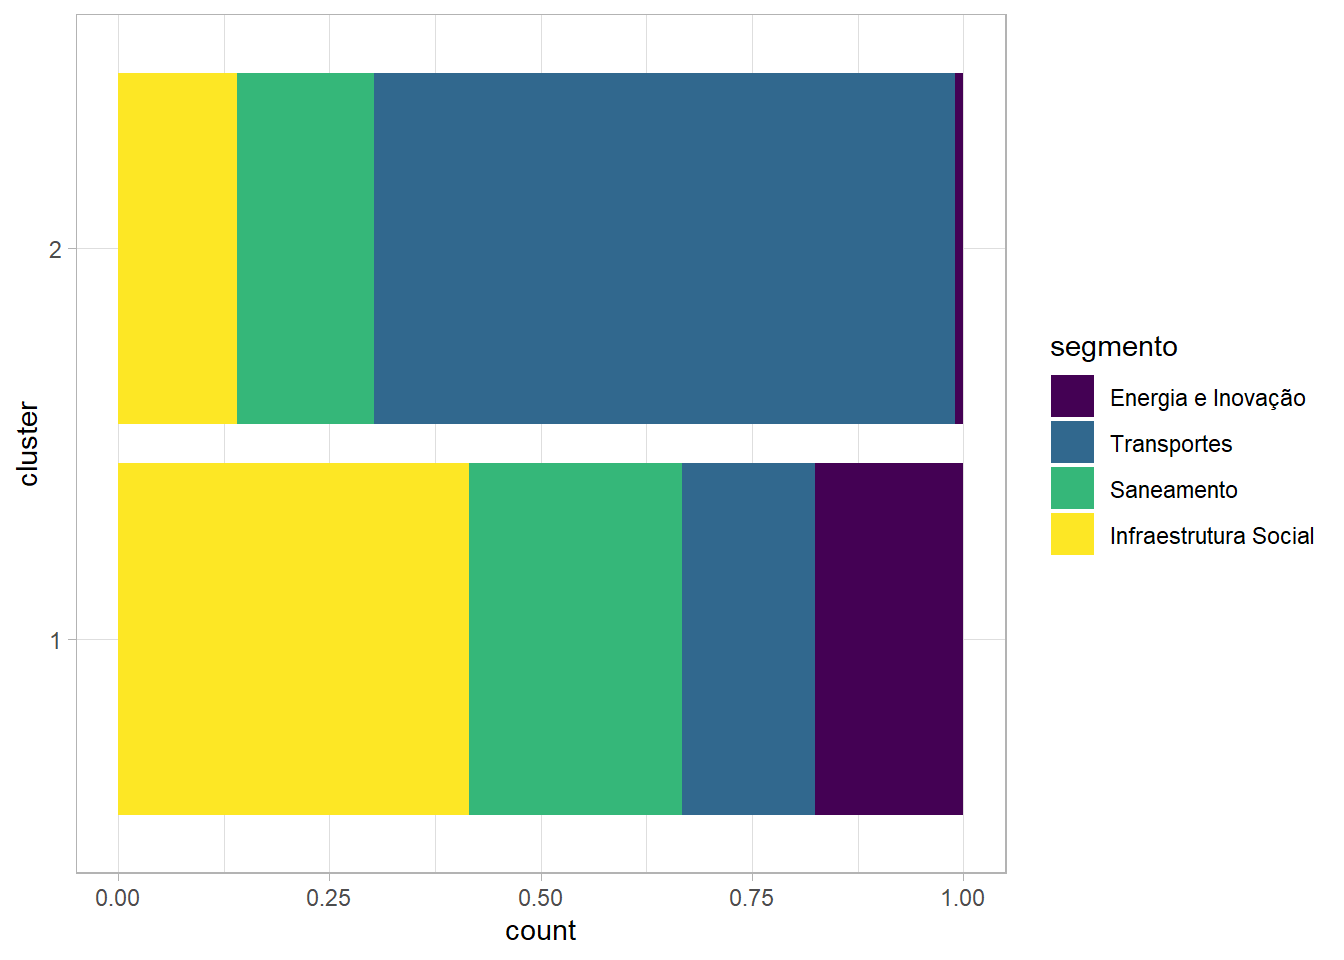 2
1
cluster
0.00 0.25 0.50 0.75 1.00
count
segmento
Energia e Inovação
Transportes
Saneamento
Infraestrutura Social